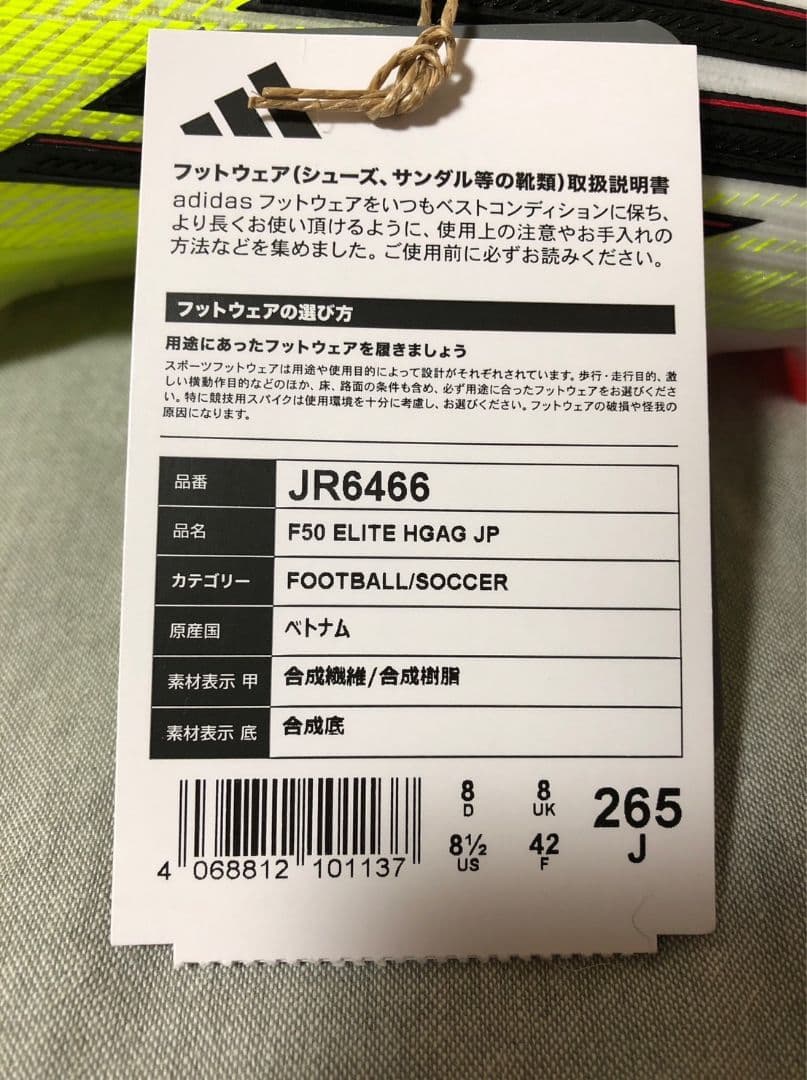 フットウェア(シューズ、サンダル等の靴類)取扱説明書
adidas フットウェアをいつもベストコンディションに保ち、
より長くお使い頂けるように、使用上の注意やお手入れの
方法などを集めました。ご使用前に必ずお読みください。
フットウェアの選び方
用途にあったフットウェアを履きましょう
スポーツフットウェアは用途や使用目的によって設計がそれぞれされています。歩行・走行目的、激
しい横動作目的などのほか、床、路面の条件も含め、必ず用途に合ったフットウェアをお選びくださ
い。特に競技用スパイクは使用環境を十分に考慮し、お選びください。フットウェアの破損や怪我の
原因になります。
品番 JR6466
品名 F50 ELITE HGAG JP
カテゴリー FOOTBALL/SOCCER
原産国 ベトナム
素材表示 甲 合成繊維/合成樹脂
素材表示 底 合成底
8 D 8 UK 265 J
8½ US 42 F
4 068812 101137